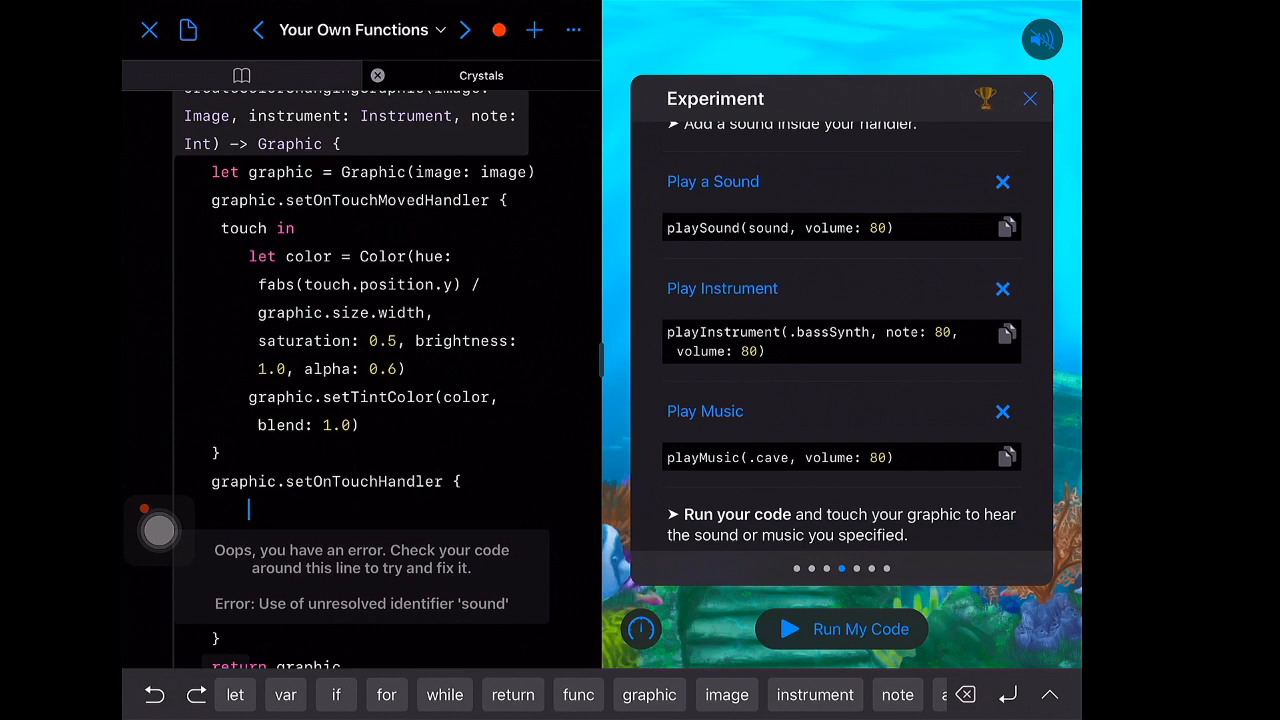 Your Own Functions
Crystals
createColorChangingGraphic(image:
Image, instrument: Instrument, note:
Int) -> Graphic {
let graphic = Graphic(image: image)
graphic.setOnTouchMovedHandler {
touch in
let color = Color(hue:
fabs(touch.position.y) /
graphic.size.width,
saturation: 0.5, brightness:
1.0, alpha: 0.6)
graphic.setTintColor(color,
blend: 1.0)
}
graphic.setOnTouchHandler {
Oops, you have an error. Check your code
around this line to try and fix it.
Error: Use of unresolved identifier 'sound'
}
return graphic
Experiment
➤ Add a sound inside your handler.
Play a Sound
playSound(sound, volume: 80)
Play Instrument
playInstrument(.bassSynth, note: 80,
volume: 80)
Play Music
playMusic(.cave, volume: 80)
➤ Run your code and touch your graphic to hear
the sound or music you specified.
Run My Code
let var if for while return func graphic image instrument note